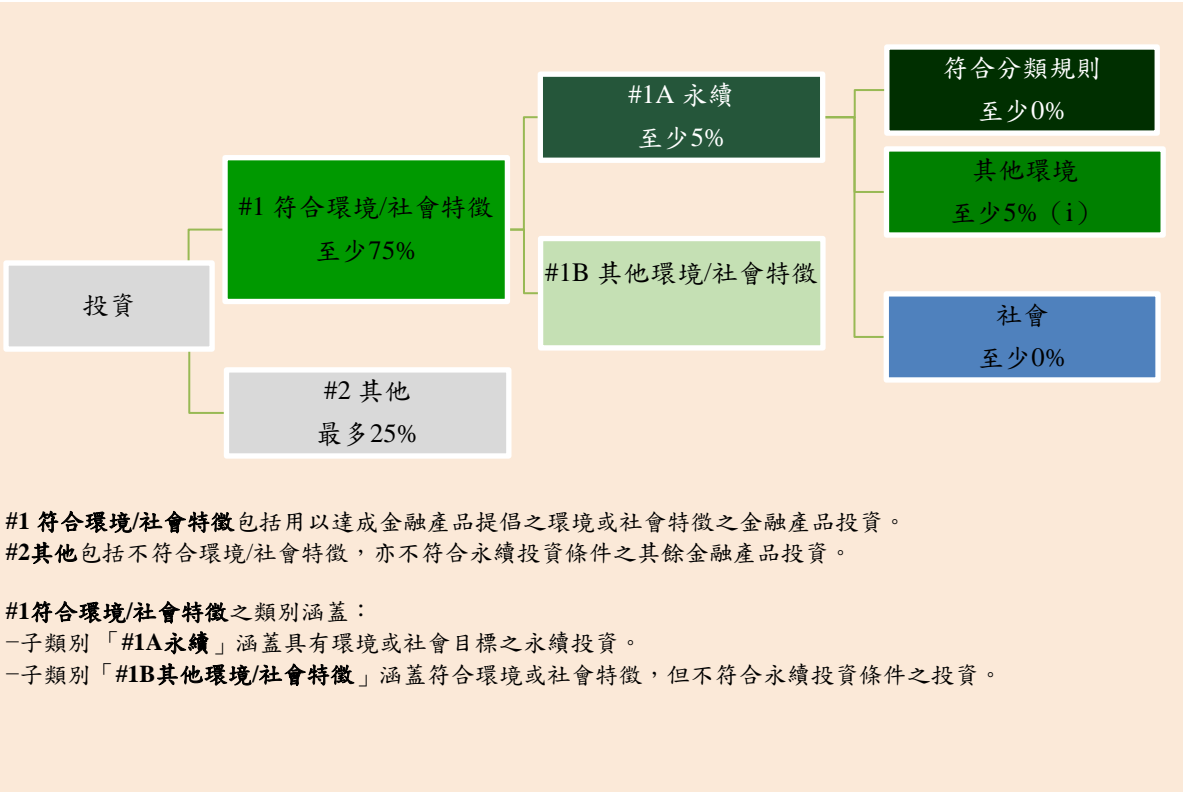 投資
#1 符合環境/社會特徵
至少75%
#2 其他
最多25%
#1A 永續
至少5%
#1B 其他環境/社會特徵
符合分類規則
至少0%
其他環境
至少5%（i）
社會
至少0%
#1 符合環境/社會特徵包括用以達成金融產品提倡之環境或社會特徵之金融產品投資。
#2其他包括不符合環境/社會特徵，亦不符合永續投資條件之其餘金融產品投資。
#1符合環境/社會特徵之類別涵蓋：
−子類別「#1A永續」涵蓋具有環境或社會目標之永續投資。
−子類別「#1B其他環境/社會特徵」涵蓋符合環境或社會特徵，但不符合永續投資條件之投資。